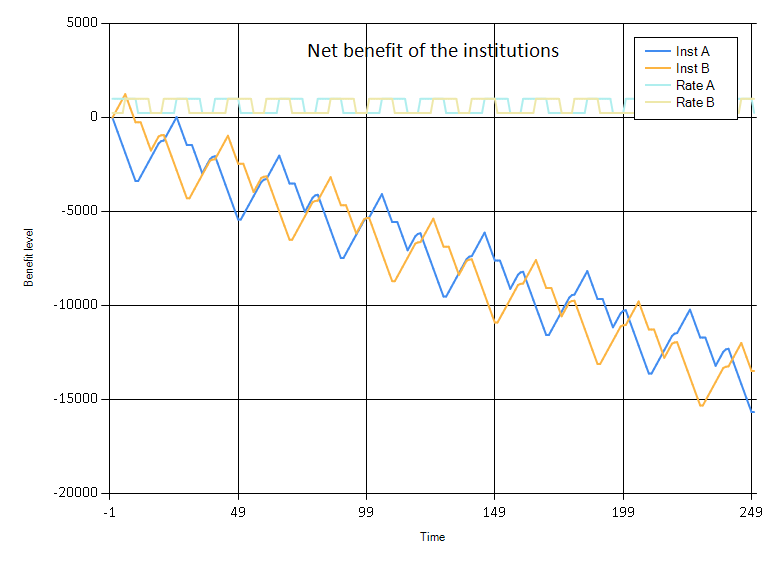 Net benefit of the institutions
Inst A
Inst B
Rate A
Rate B
5000
0
-5000
-10000
-15000
-20000
Benefit level
-1
49
99
149
199
249
Time